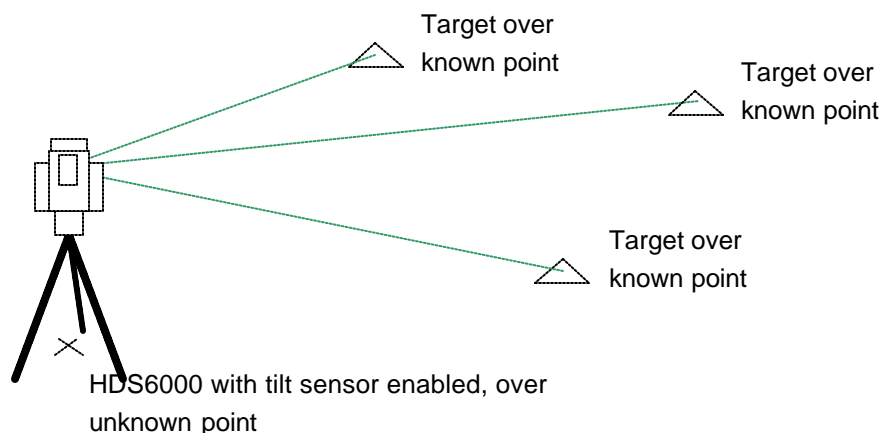 Target over
known point
Target over
known point
Target over
known point
HDS6000 with tilt sensor enabled, over
unknown point